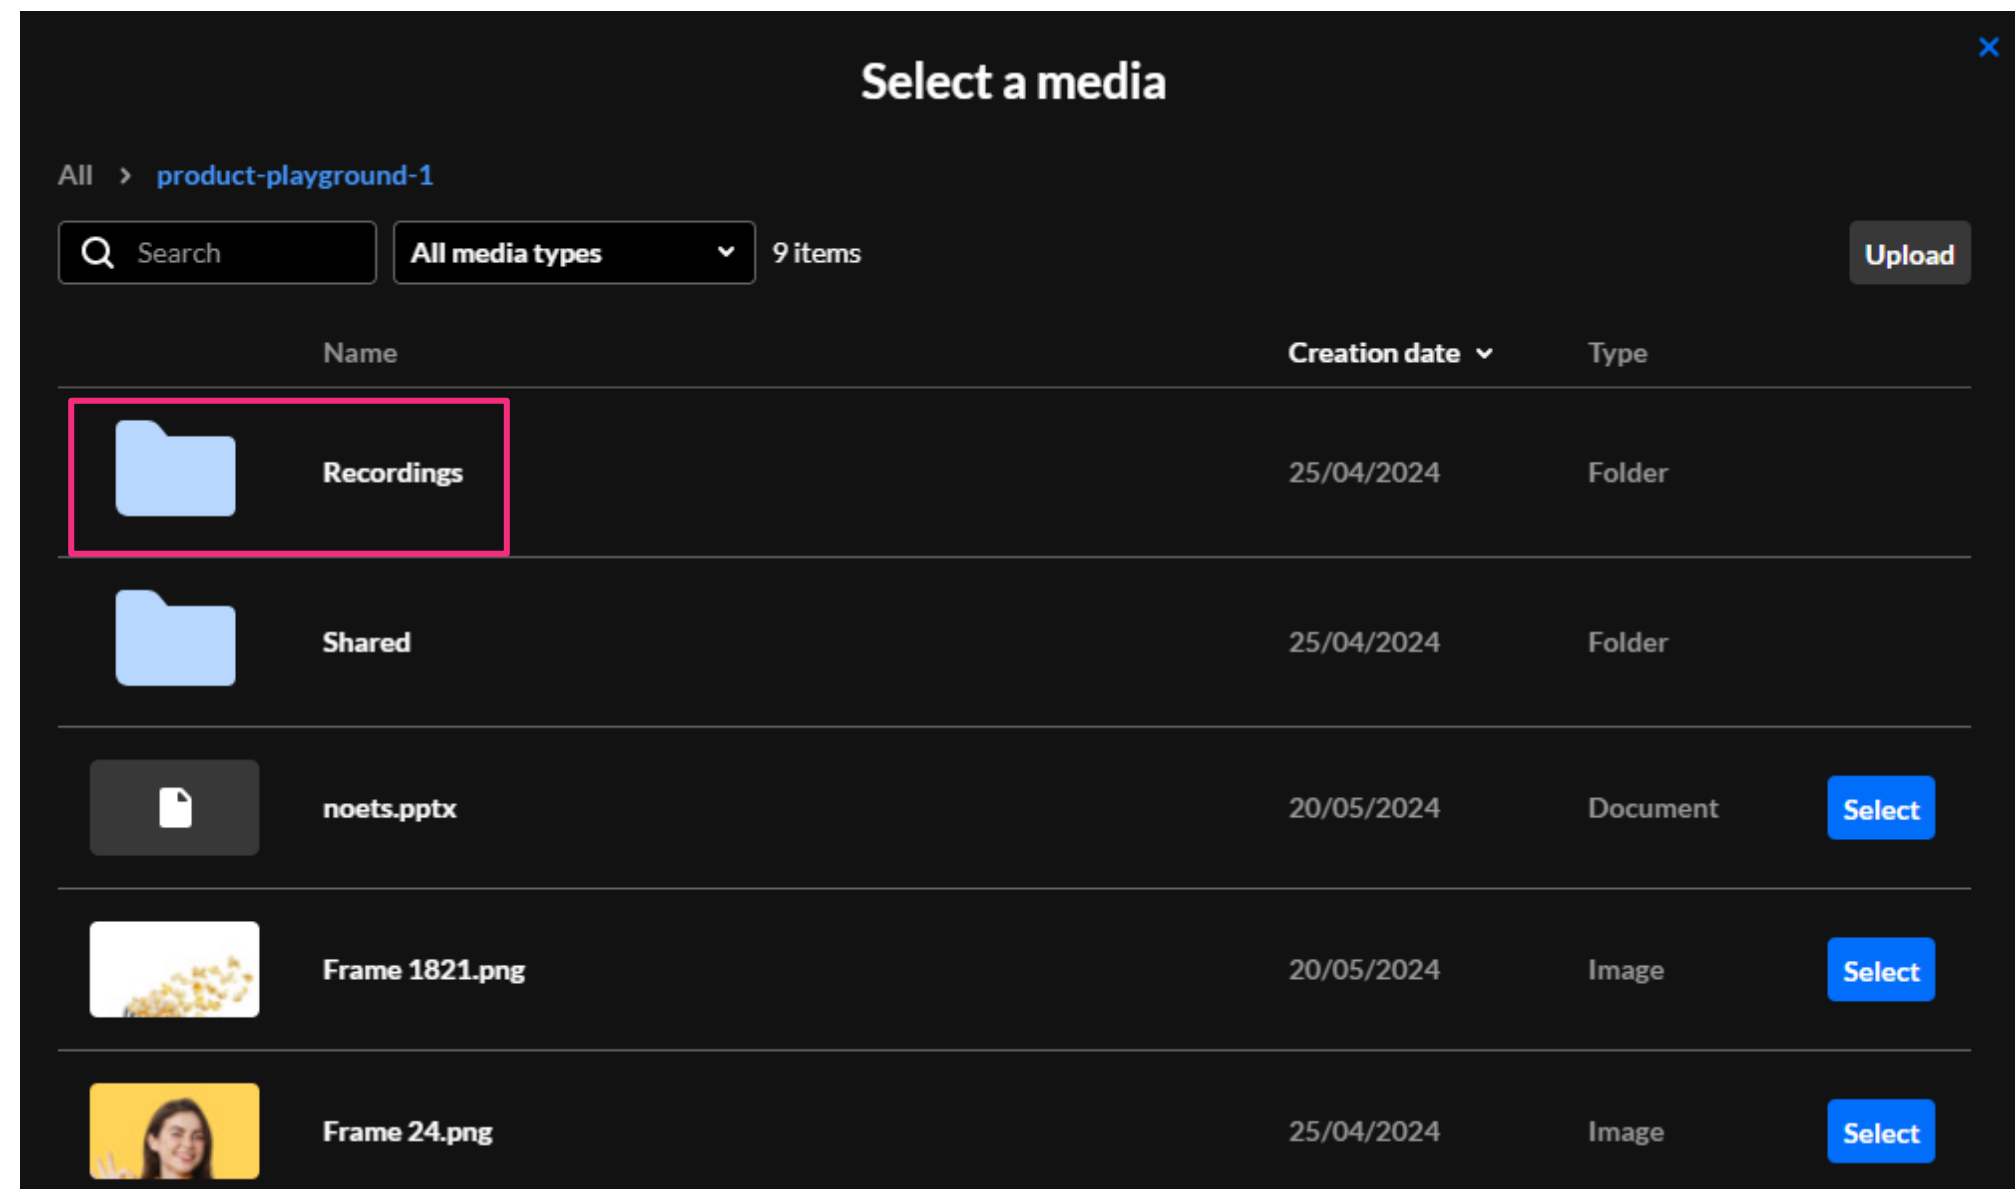 Select a media
All > product-playground-1
Search
All media types
9 items
Upload
Name
Creation date
Type
Recordings
25/04/2024
Folder
Shared
25/04/2024
Folder
noets.pptx
20/05/2024
Document
Select
Frame 1821.png
20/05/2024
Image
Select
Frame 24.png
25/04/2024
Image
Select